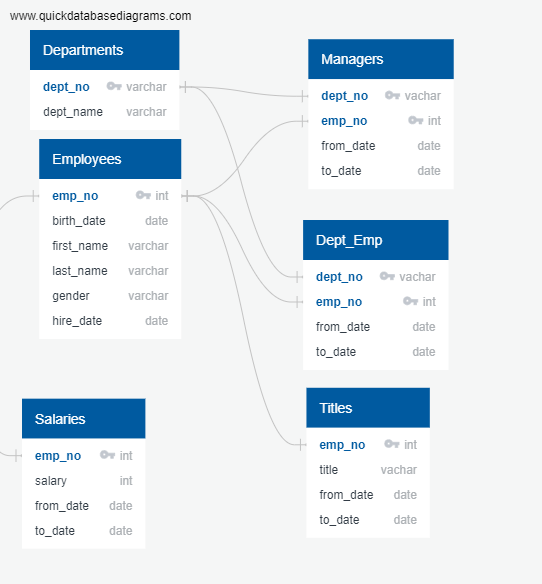 www.quickdatabasediagrams.com
Departments
dept_no varchar
dept_name varchar
Employees
emp_no int
birth_date date
first_name varchar
last_name varchar
gender varchar
hire_date date
Salaries
emp_no int
salary int
from_date date
to_date date
Managers
dept_no vachar
emp_no int
from_date date
to_date date
Dept_Emp
dept_no vachar
emp_no int
from_date date
to_date date
Titles
emp_no int
title vachar
from_date date
to_date date